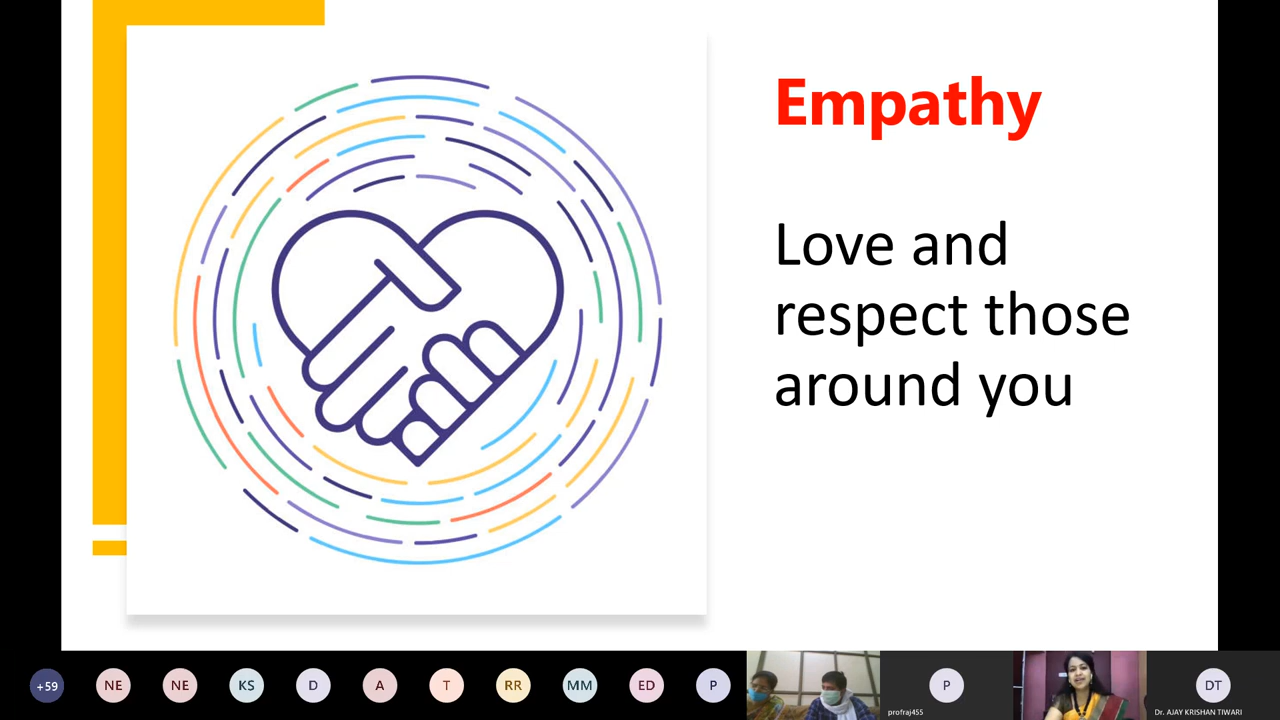 Empathy
Love and
respect those
around you
+59
NE
NE
KS
D
A
T
RR
MM
ED
P
P
DT
profraj455
Dr. AJAY KRISHAN TIWARI